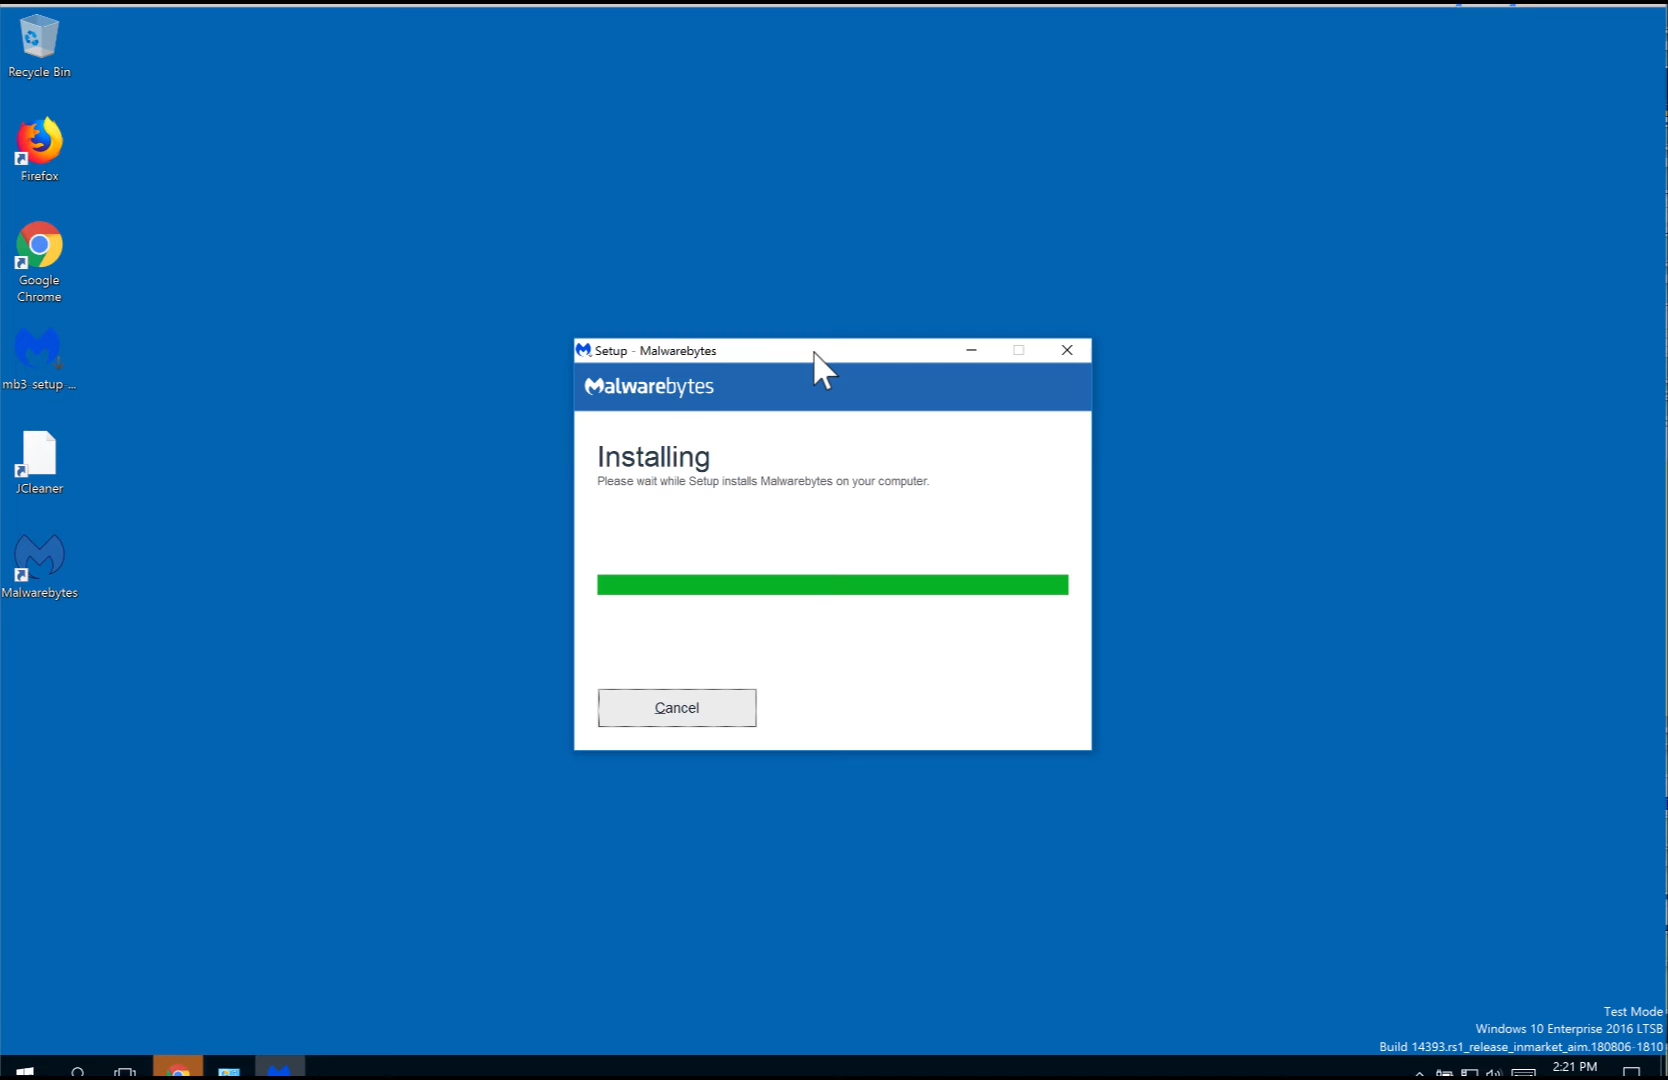 Recycle Bin
Firefox
Google
Chrome
mb3-setup-...
JCleaner
Malwarebytes
Setup - Malwarebytes
Malwarebytes
Installing
Please wait while Setup installs Malwarebytes on your computer.
Cancel
Test Mode
Windows 10 Enterprise 2016 LTSB
Build 14393.rs1_release_inmarket_aim.180806-1810
2:21 PM